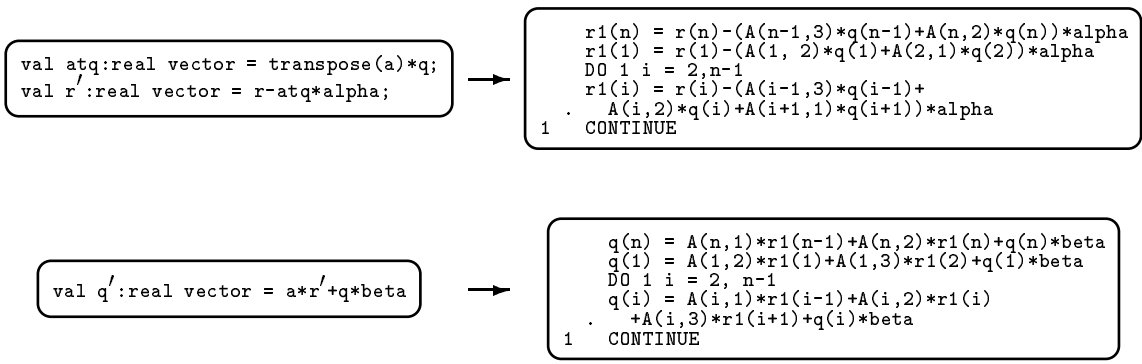 val atq:real vector = transpose(a)*q;
val r′:real vector = r-atq*alpha;
r1(n) = r(n)-(A(n-1,3)*q(n-1)+A(n,2)*q(n))*alpha
r1(1) = r(1)-(A(1, 2)*q(1)+A(2,1)*q(2))*alpha
DO 1 i = 2,n-1
r1(i) = r(i)-(A(i-1,3)*q(i-1)+
. A(i,2)*q(i)+A(i+1,1)*q(i+1))*alpha
1 CONTINUE
val q′:real vector = a*r′+q*beta
q(n) = A(n,1)*r1(n-1)+A(n,2)*r1(n)+q(n)*beta
q(1) = A(1,2)*r1(1)+A(1,3)*r1(2)+q(1)*beta
DO 1 i = 2, n-1
q(i) = A(i,1)*r1(i-1)+A(i,2)*r1(i)
. +A(i,3)*r1(i+1)+q(i)*beta
1 CONTINUE